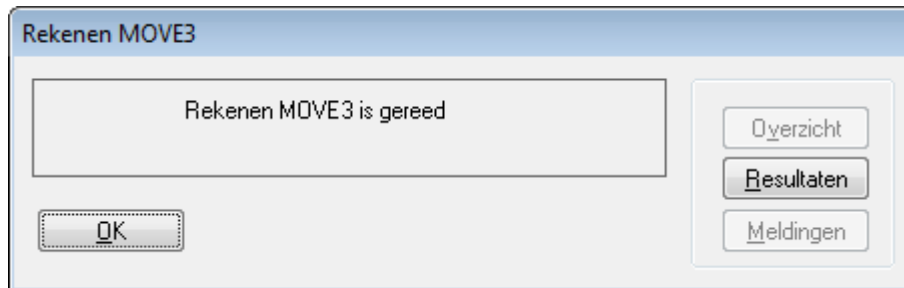 Rekenen MOVE3
Rekenen MOVE3 is gereed
Overzicht
Resultaten
OK
Meldingen